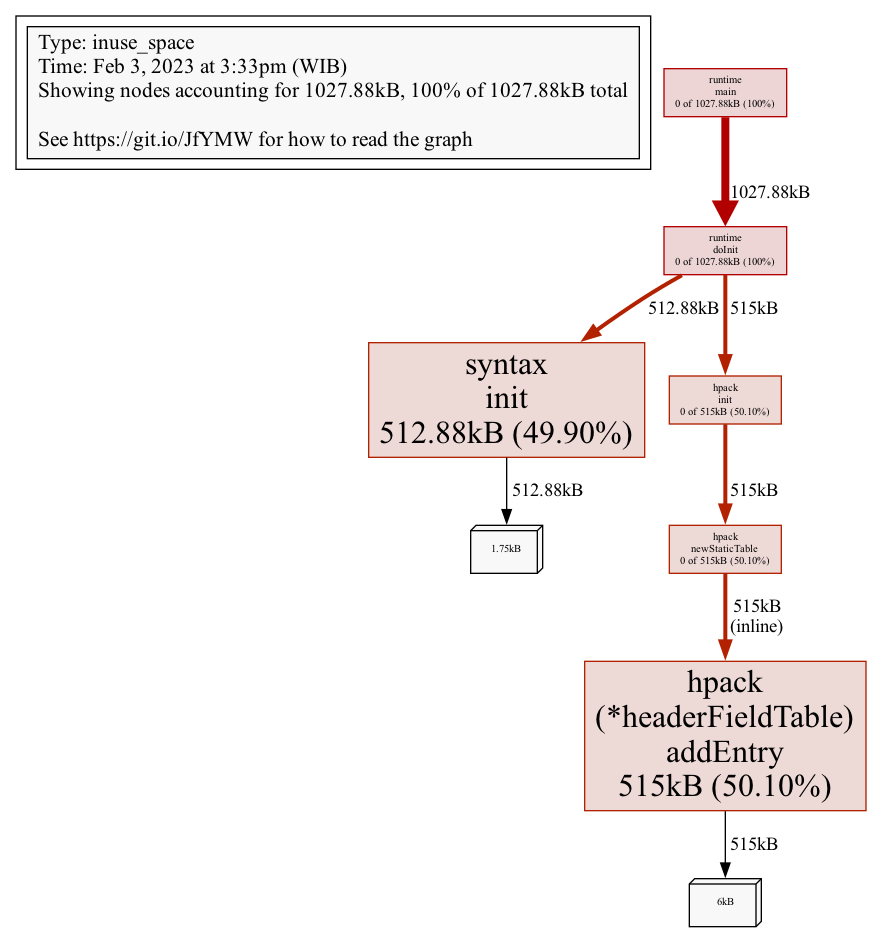 Type: inuse_space
Time: Feb 3, 2023 at 3:33pm (WIB)
Showing nodes accounting for 1027.88kB, 100% of 1027.88kB total
See https://git.io/JfYMW for how to read the graph
runtime
main
0 of 1027.88kB (100%)
1027.88kB
runtime
doInit
0 of 1027.88kB (100%)
512.88kB
515kB
syntax
init
512.88kB (49.90%)
hpack
init
0 of 515kB (50.10%)
512.88kB
515kB
1.75kB
hpack
newStaticTable
0 of 515kB (50.10%)
515kB
(inline)
hpack
(*headerFieldTable)
addEntry
515kB (50.10%)
515kB
6kB